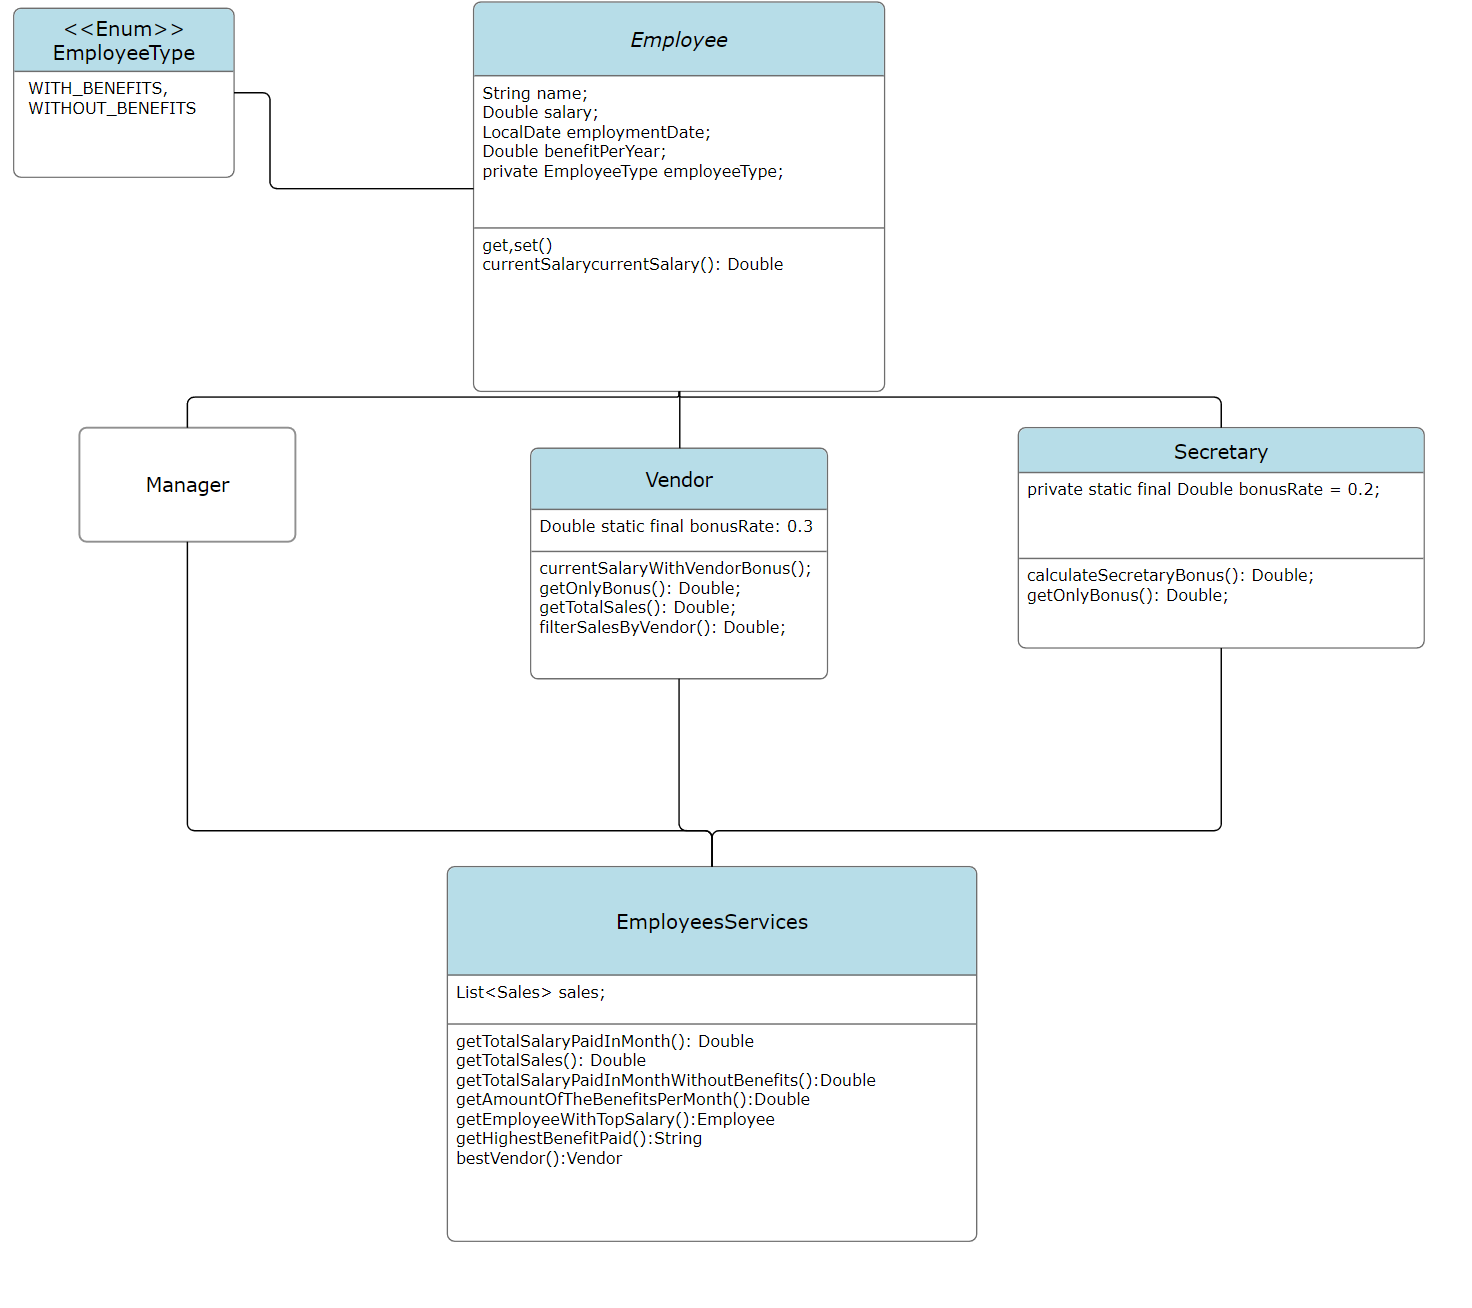 <<Enum>>
EmployeeType
WITH_BENEFITS,
WITHOUT_BENEFITS
Employee
String name;
Double salary;
LocalDate employmentDate;
Double benefitPerYear;
private EmployeeType employeeType;
get,set()
currentSalarycurrentSalary(): Double
Manager
Vendor
Double static final bonusRate: 0.3
currentSalaryWithVendorBonus();
getOnlyBonus(): Double;
getTotalSales(): Double;
filterSalesByVendor(): Double;
Secretary
private static final Double bonusRate = 0.2;
calculateSecretaryBonus(): Double;
getOnlyBonus(): Double;
EmployeesServices
List<Sales> sales;
getTotalSalaryPaidInMonth(): Double
getTotalSales(): Double
getTotalSalaryPaidInMonthWithoutBenefits():Double
getAmountOfTheBenefitsPerMonth():Double
getEmployeeWithTopSalary():Employee
getHighestBenefitPaid():String
bestVendor():Vendor